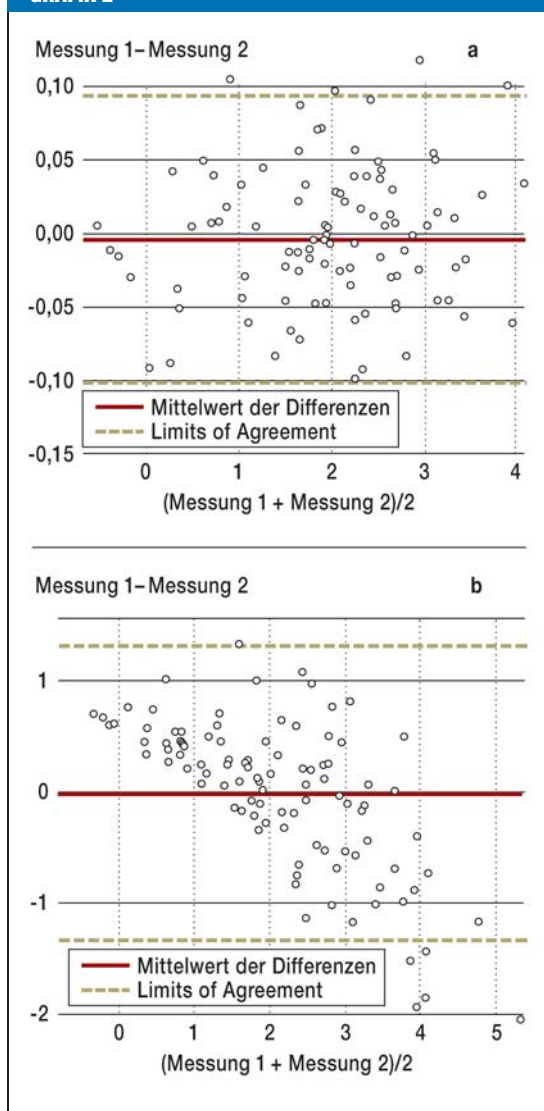 Messung 1–Messung 2 a
0,10
0,05
0,00
-0,05
-0,10
-0,15
Mittelwert der Differenzen
Limits of Agreement
0 1 2 3 4
(Messung 1 + Messung 2)/2
Messung 1–Messung 2 b
1
0
-1
-2
Mittelwert der Differenzen
Limits of Agreement
0 1 2 3 4 5
(Messung 1 + Messung 2)/2